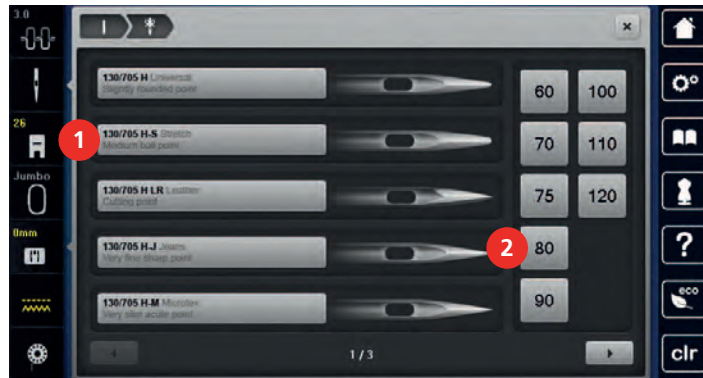 3.0
26
Jumbo
0mm
130/705 H Universal
Slightly rounded point
130/705 H-S Stretch
Medium ball point
130/705 H LR Leather
Cutting point
130/705 H-J Jeans
Very fine sharp point
130/705 H-M Microtex
Very slim acute point
1
2
60
100
70
110
75
120
80
90
1 / 3
?
eco
clr